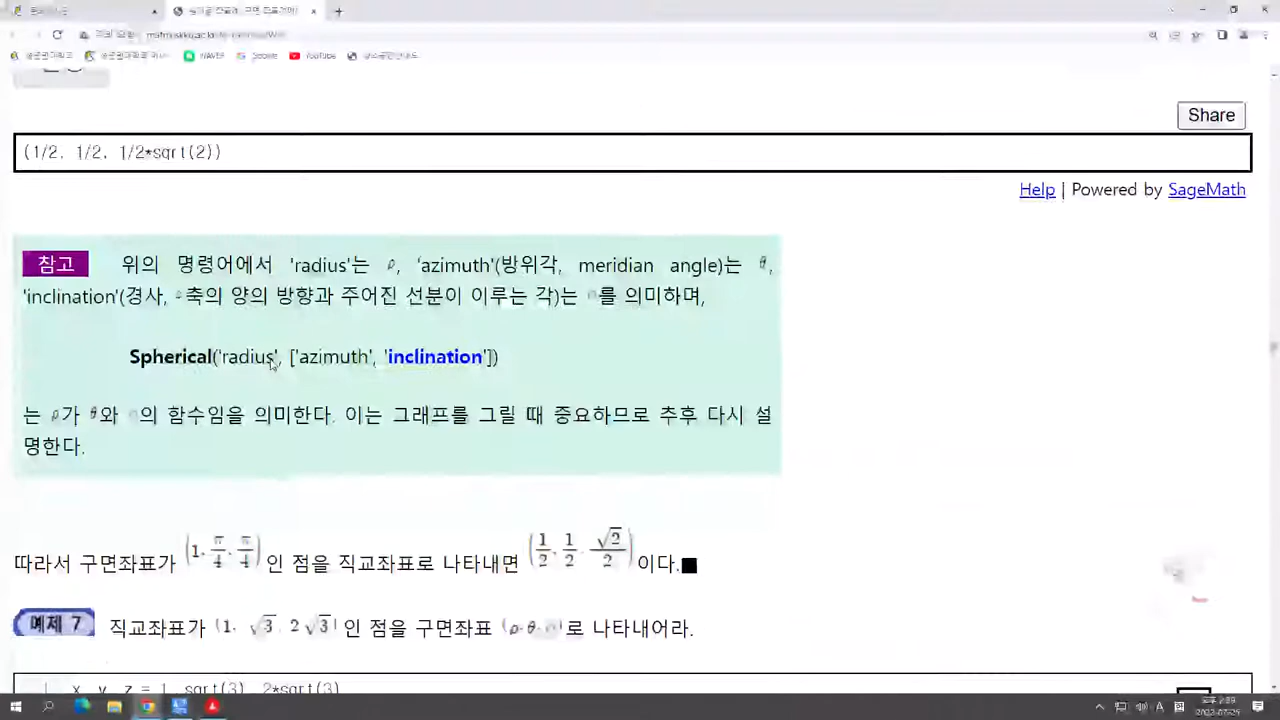 YouTube
Share
(1/2, 1/2, 1/2*sqrt(2))
Help | Powered by SageMath
참고 위의 명령어에서 'radius'는 ρ, 'azimuth'(방위각, meridian angle)는 θ,
'inclination'(경사, 축의 양의 방향과 주어진 선분이 이루는 각)는 를 의미하며,
Spherical('radius', ['azimuth', 'inclination'])
는 ρ가 θ와 의 함수임을 의미한다. 이는 그래프를 그릴 때 중요하므로 추후 다시 설
명한다.
따라서 구면좌표가 (1, π/4, π/4) 인 점을 직교좌표로 나타내면 (1/2, 1/2, √2/2) 이다.■
예제 7 직교좌표가 (1, √3, 2√3) 인 점을 구면좌표 (ρ, θ, )로 나타내어라.
1 x, y, z = 1, sqrt(3), 2*sqrt(3)